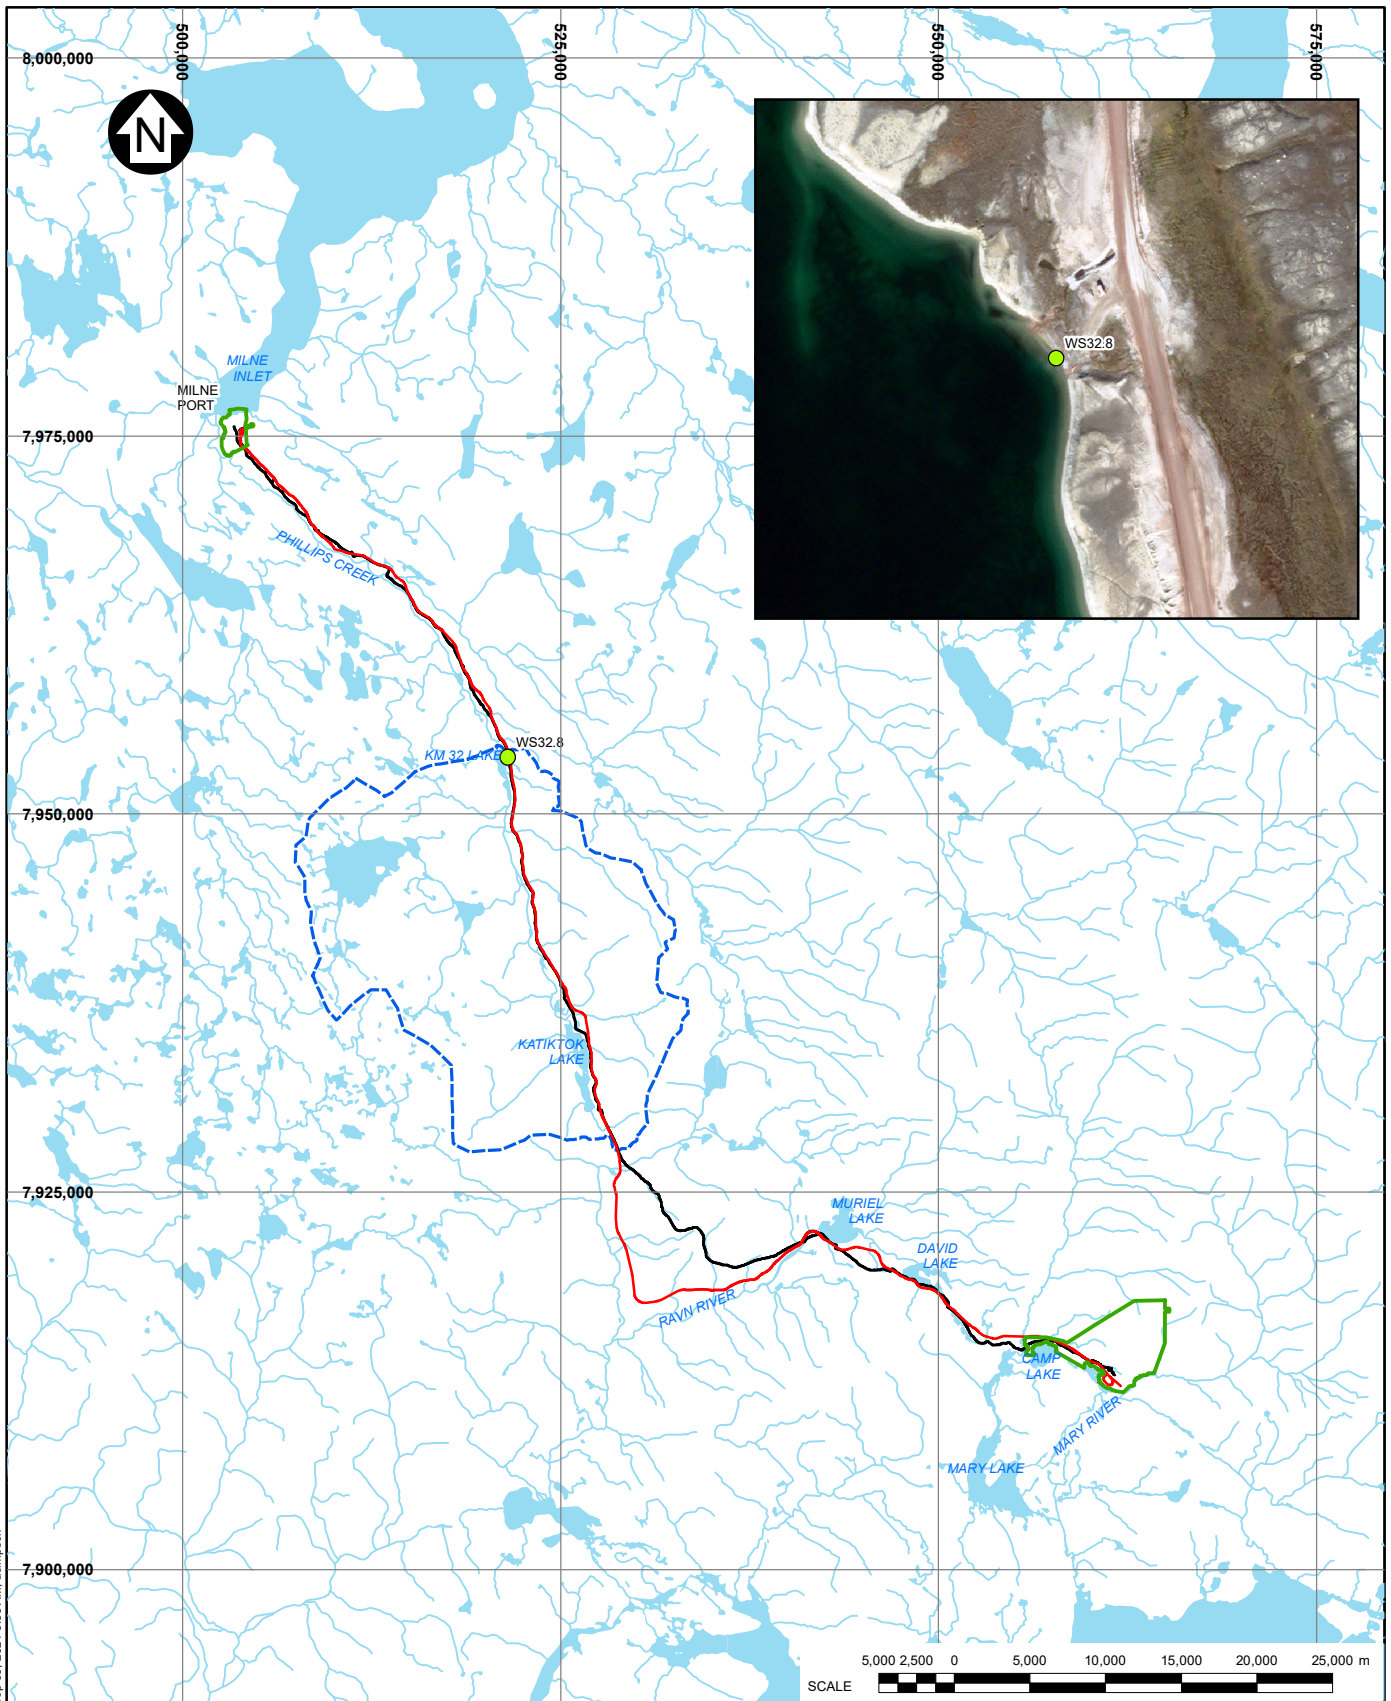 500,000
525,000
550,000
575,000
8,000,000
N
WS32.8
MILNE
INLET
MILNE
PORT
7,975,000
PHILLIPS CREEK
WS32.8
KM 32 LAKE
7,950,000
KATIKTOK
LAKE
7,925,000
MURIEL
LAKE
DAVID
LAKE
RAVN RIVER
CAMP
LAKE
MARY RIVER
MARY LAKE
7,900,000
5,000 2,500 0 5,000 10,000 15,000 20,000 25,000 m
SCALE